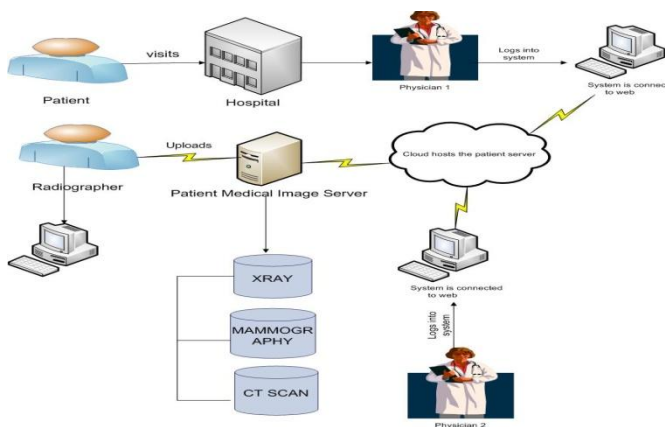 visits
Logs into
system
Patient
Hospital
Physician 1
System is connected
to web
Uploads
Cloud hosts the patient server
Radiographer
Patient Medical Image Server
XRAY
System is connected
to web
MAMMOGR
APHY
Logs into
system
CT SCAN
Physician 2